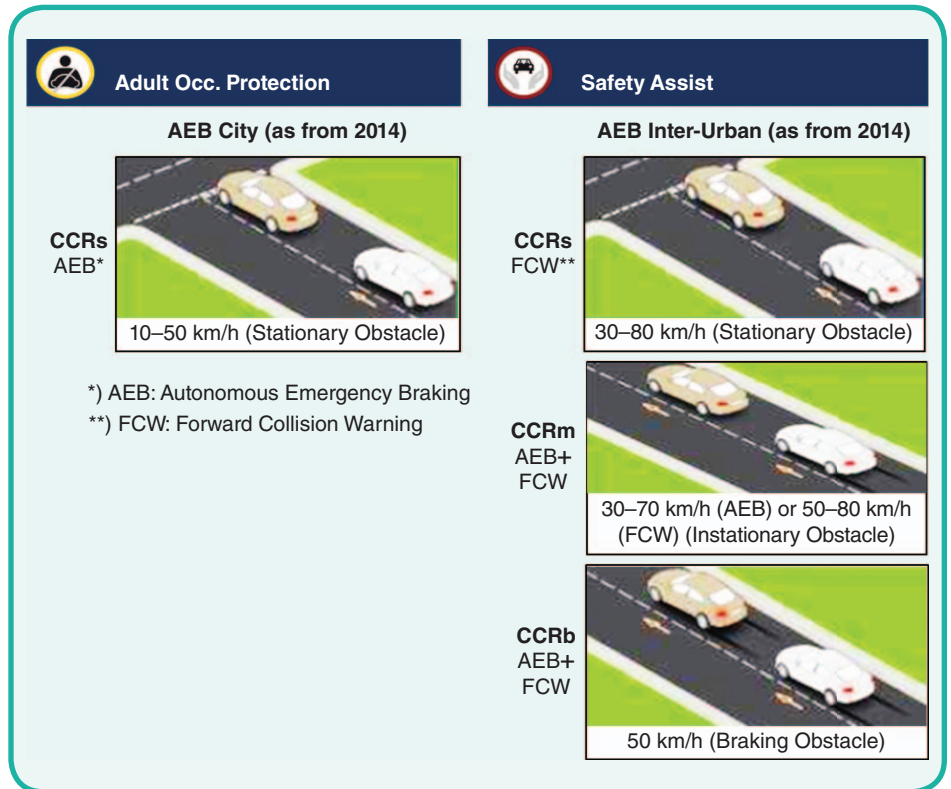 Adult Occ. Protection
AEB City (as from 2014)
CCRs
AEB*
10–50 km/h (Stationary Obstacle)
*) AEB: Autonomous Emergency Braking
**) FCW: Forward Collision Warning
Safety Assist
AEB Inter-Urban (as from 2014)
CCRs
FCW**
30–80 km/h (Stationary Obstacle)
CCRm
AEB+
FCW
30–70 km/h (AEB) or 50–80 km/h
(FCW) (Instationary Obstacle)
CCRb
AEB+
FCW
50 km/h (Braking Obstacle)